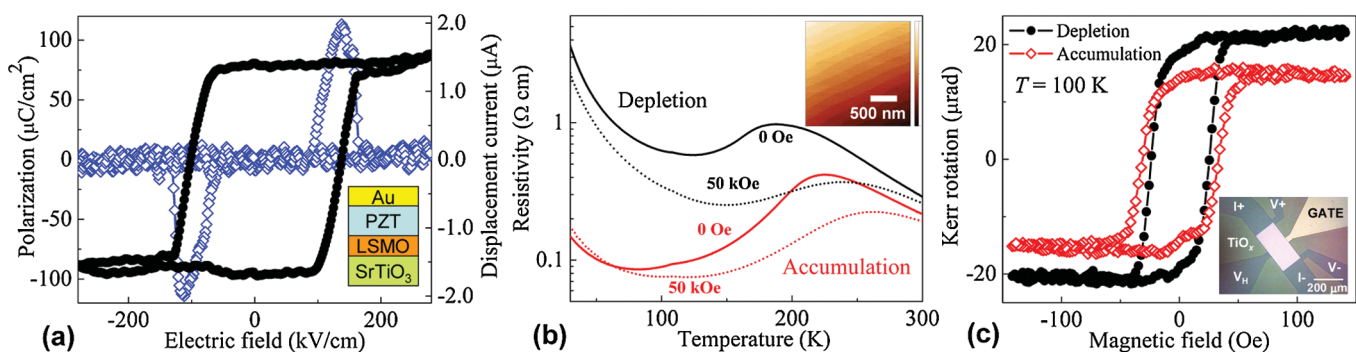 Polarization (μC/cm²)
100
50
0
-50
-100
Displacement current (μA)
2.0
1.0
0.0
-1.0
-2.0
Au
PZT
LSMO
SrTiO₃
(a)
-200
0
200
Electric field (kV/cm)
Resistivity (Ω cm)
1
0.1
Depletion
0 Oe
50 kOe
0 Oe
50 kOe
Accumulation
500 nm
(b)
100
200
300
Temperature (K)
Kerr rotation (μrad)
20
0
-20
Depletion
Accumulation
T = 100 K
I+
V+
GATE
TiOₓ
V_H
I-
V-
200 μm
(c)
-100
0
100
Magnetic field (Oe)